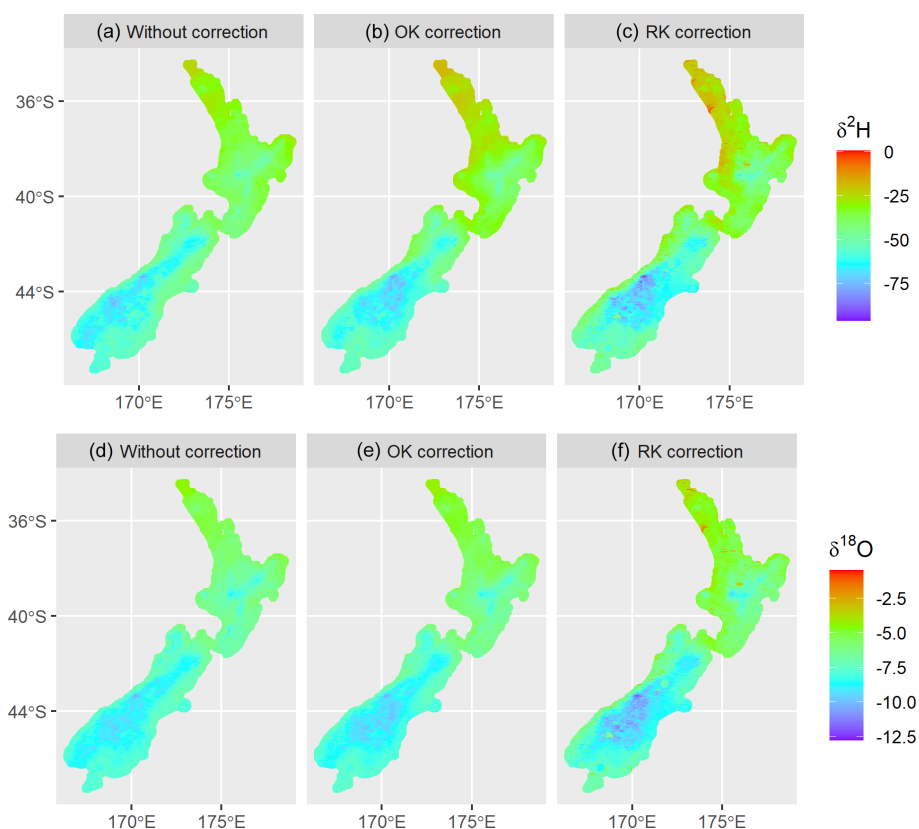 (a) Without correction
(b) OK correction
(c) RK correction
36°S
40°S
44°S
170°E
175°E
170°E
175°E
170°E
175°E
δ²H
0
-25
-50
-75
(d) Without correction
(e) OK correction
(f) RK correction
36°S
40°S
44°S
170°E
175°E
170°E
175°E
170°E
175°E
δ¹⁸O
-2.5
-5.0
-7.5
-10.0
-12.5